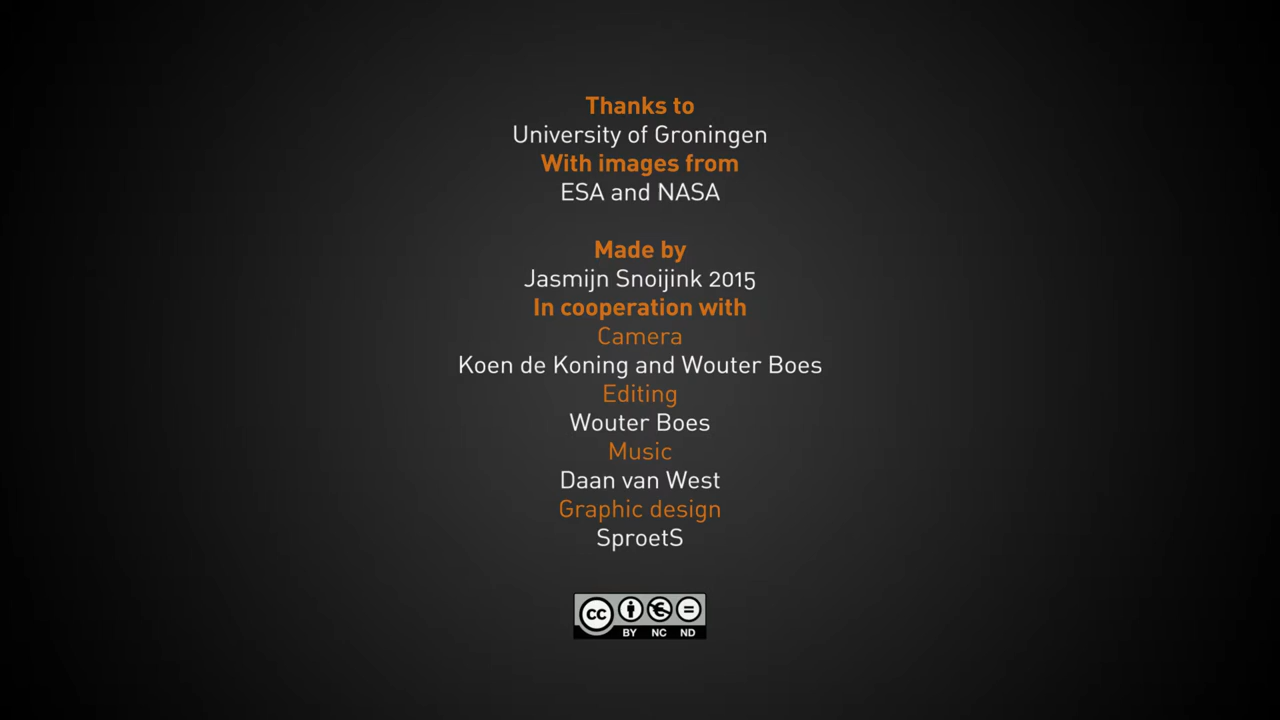 Thanks to
University of Groningen
With images from
ESA and NASA
Made by
Jasmijn Snoijink 2015
In cooperation with
Camera
Koen de Koning and Wouter Boes
Editing
Wouter Boes
Music
Daan van West
Graphic design
SproetS
cc
BY NC ND